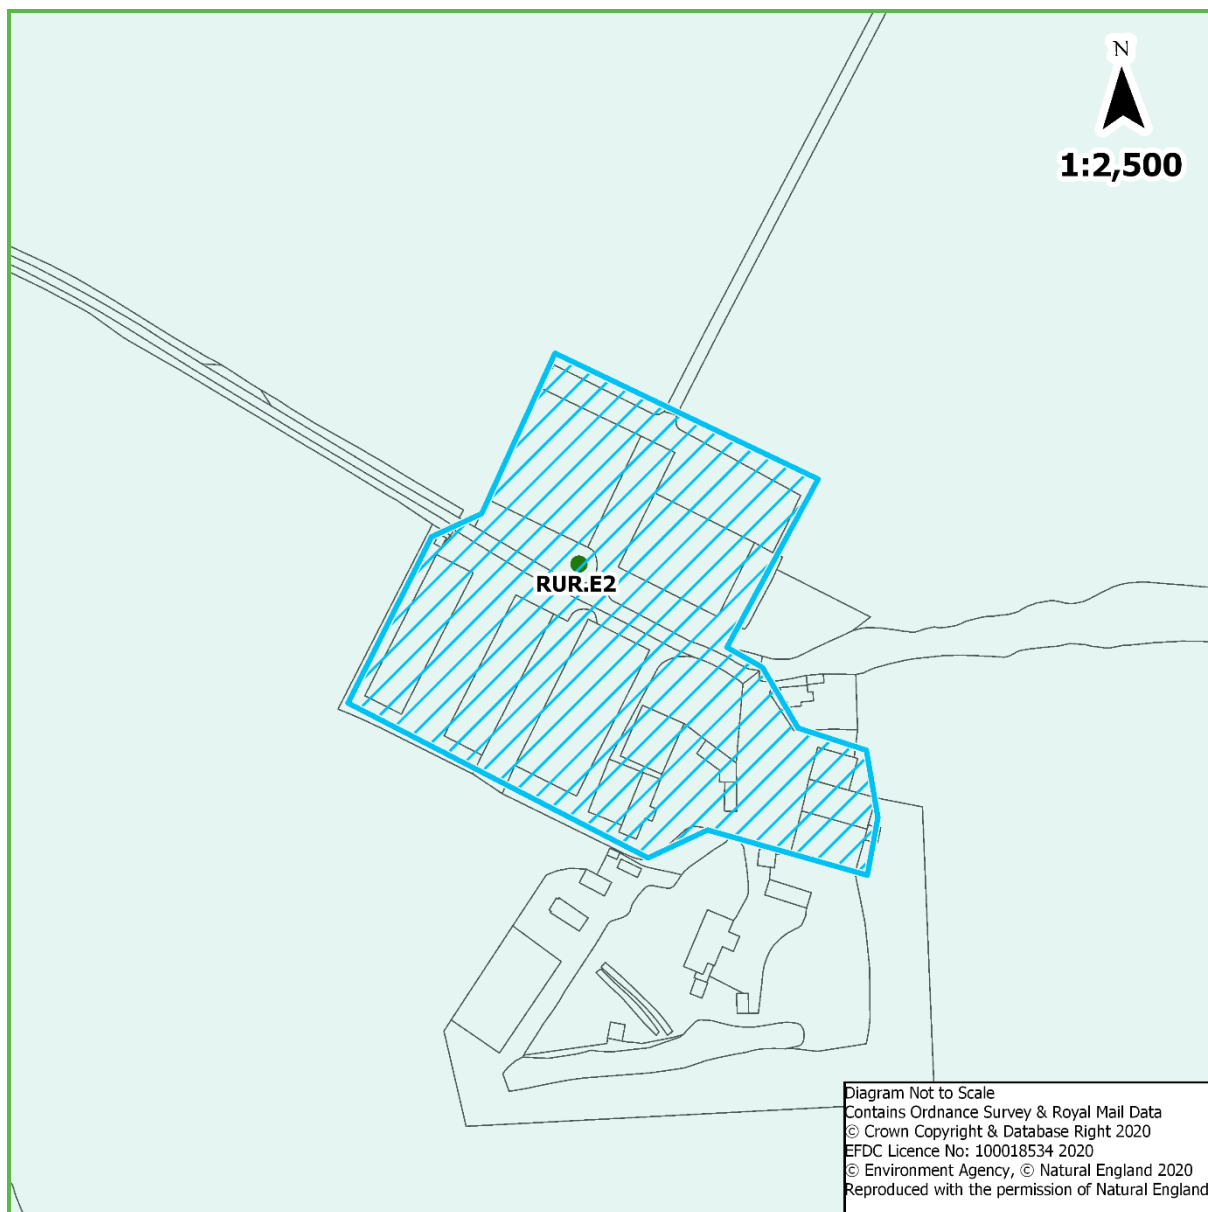 N
1:2,500
RUR.E2
Diagram Not to Scale
Contains Ordnance Survey & Royal Mail Data
© Crown Copyright & Database Right 2020
EFDC Licence No: 100018534 2020
© Environment Agency, © Natural England 2020
Reproduced with the permission of Natural England